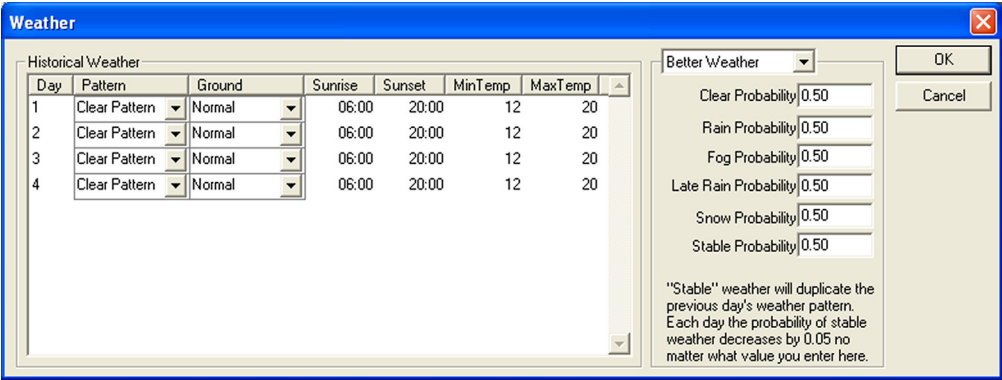 Weather
Historical Weather
Day Pattern Ground Sunrise Sunset MinTemp MaxTemp
1 Clear Pattern Normal 06:00 20:00 12 20
2 Clear Pattern Normal 06:00 20:00 12 20
3 Clear Pattern Normal 06:00 20:00 12 20
4 Clear Pattern Normal 06:00 20:00 12 20
Better Weather
Clear Probability 0.50
Rain Probability 0.50
Fog Probability 0.50
Late Rain Probability 0.50
Snow Probability 0.50
Stable Probability 0.50
"Stable" weather will duplicate the
previous day's weather pattern.
Each day the probability of stable
weather decreases by 0.05 no
matter what value you enter here.
OK
Cancel